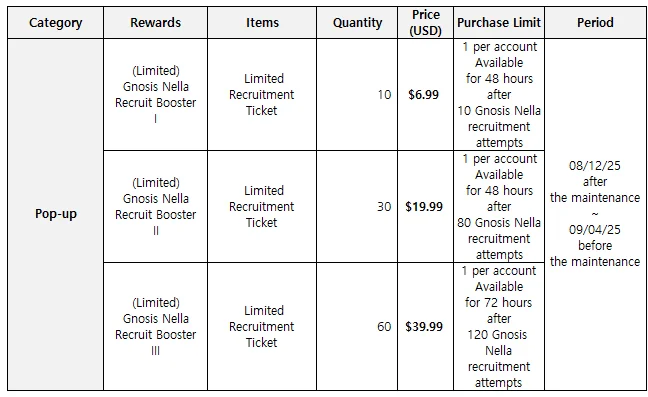 Category
Rewards
Items
Quantity
Price
(USD)
Purchase Limit
Period
Pop-up
(Limited)
Gnosis Nella
Recruit Booster
I
Limited
Recruitment
Ticket
10
$6.99
1 per account
Available
for 48 hours
after
10 Gnosis Nella
recruitment
attempts
08/12/25
after
the maintenance
~
09/04/25
before
the maintenance
(Limited)
Gnosis Nella
Recruit Booster
II
Limited
Recruitment
Ticket
30
$19.99
1 per account
Available
for 48 hours
after
80 Gnosis Nella
recruitment
attempts
(Limited)
Gnosis Nella
Recruit Booster
III
Limited
Recruitment
Ticket
60
$39.99
1 per account
Available
for 72 hours
after
120 Gnosis
Nella
recruitment
attempts